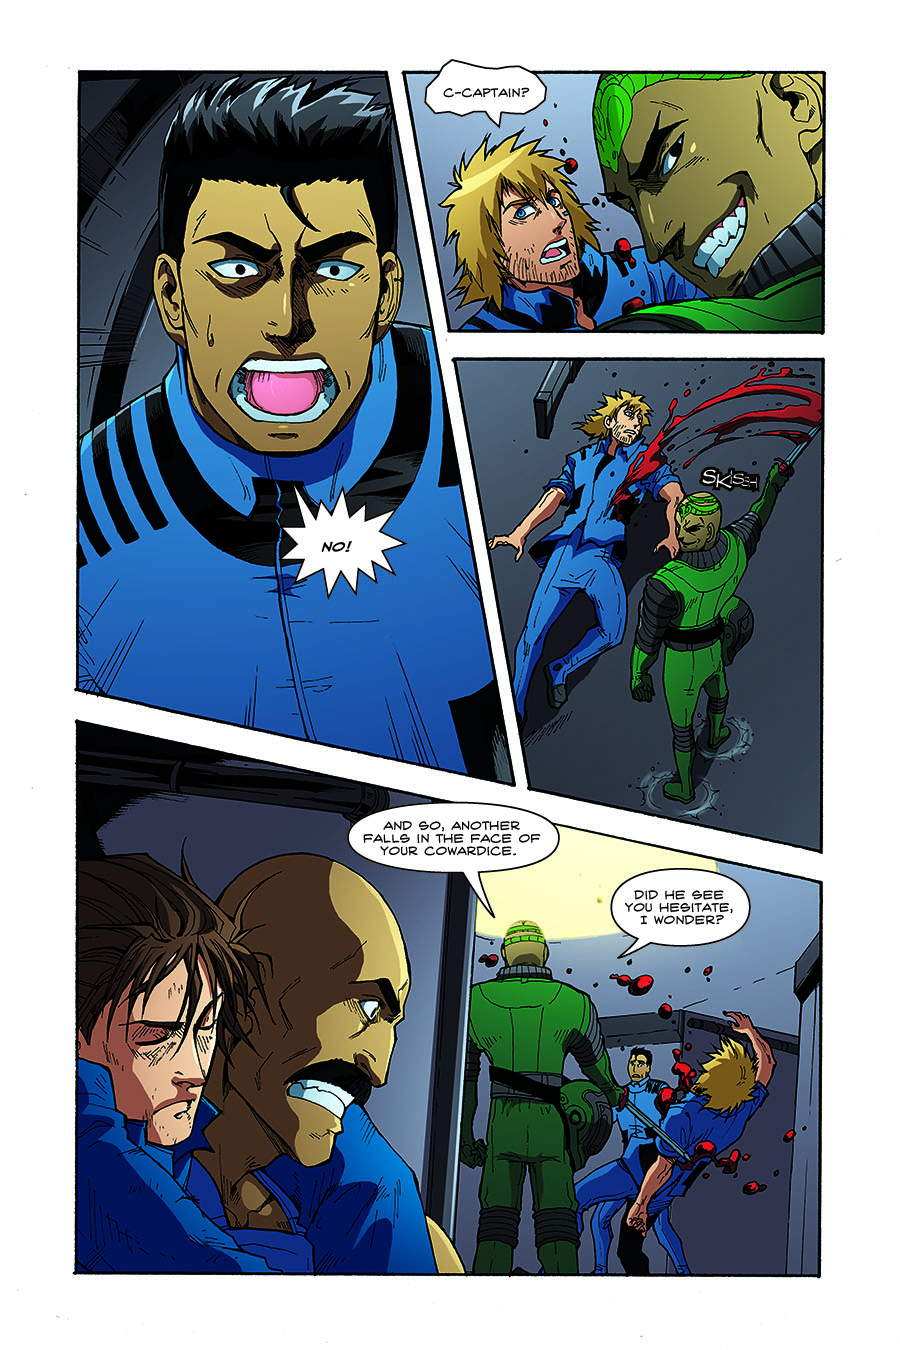 NO!
C-CAPTAIN?
SKISSH
AND SO, ANOTHER
FALLS IN THE FACE OF
YOUR COWARDICE.
DID HE SEE
YOU HESITATE,
I WONDER?